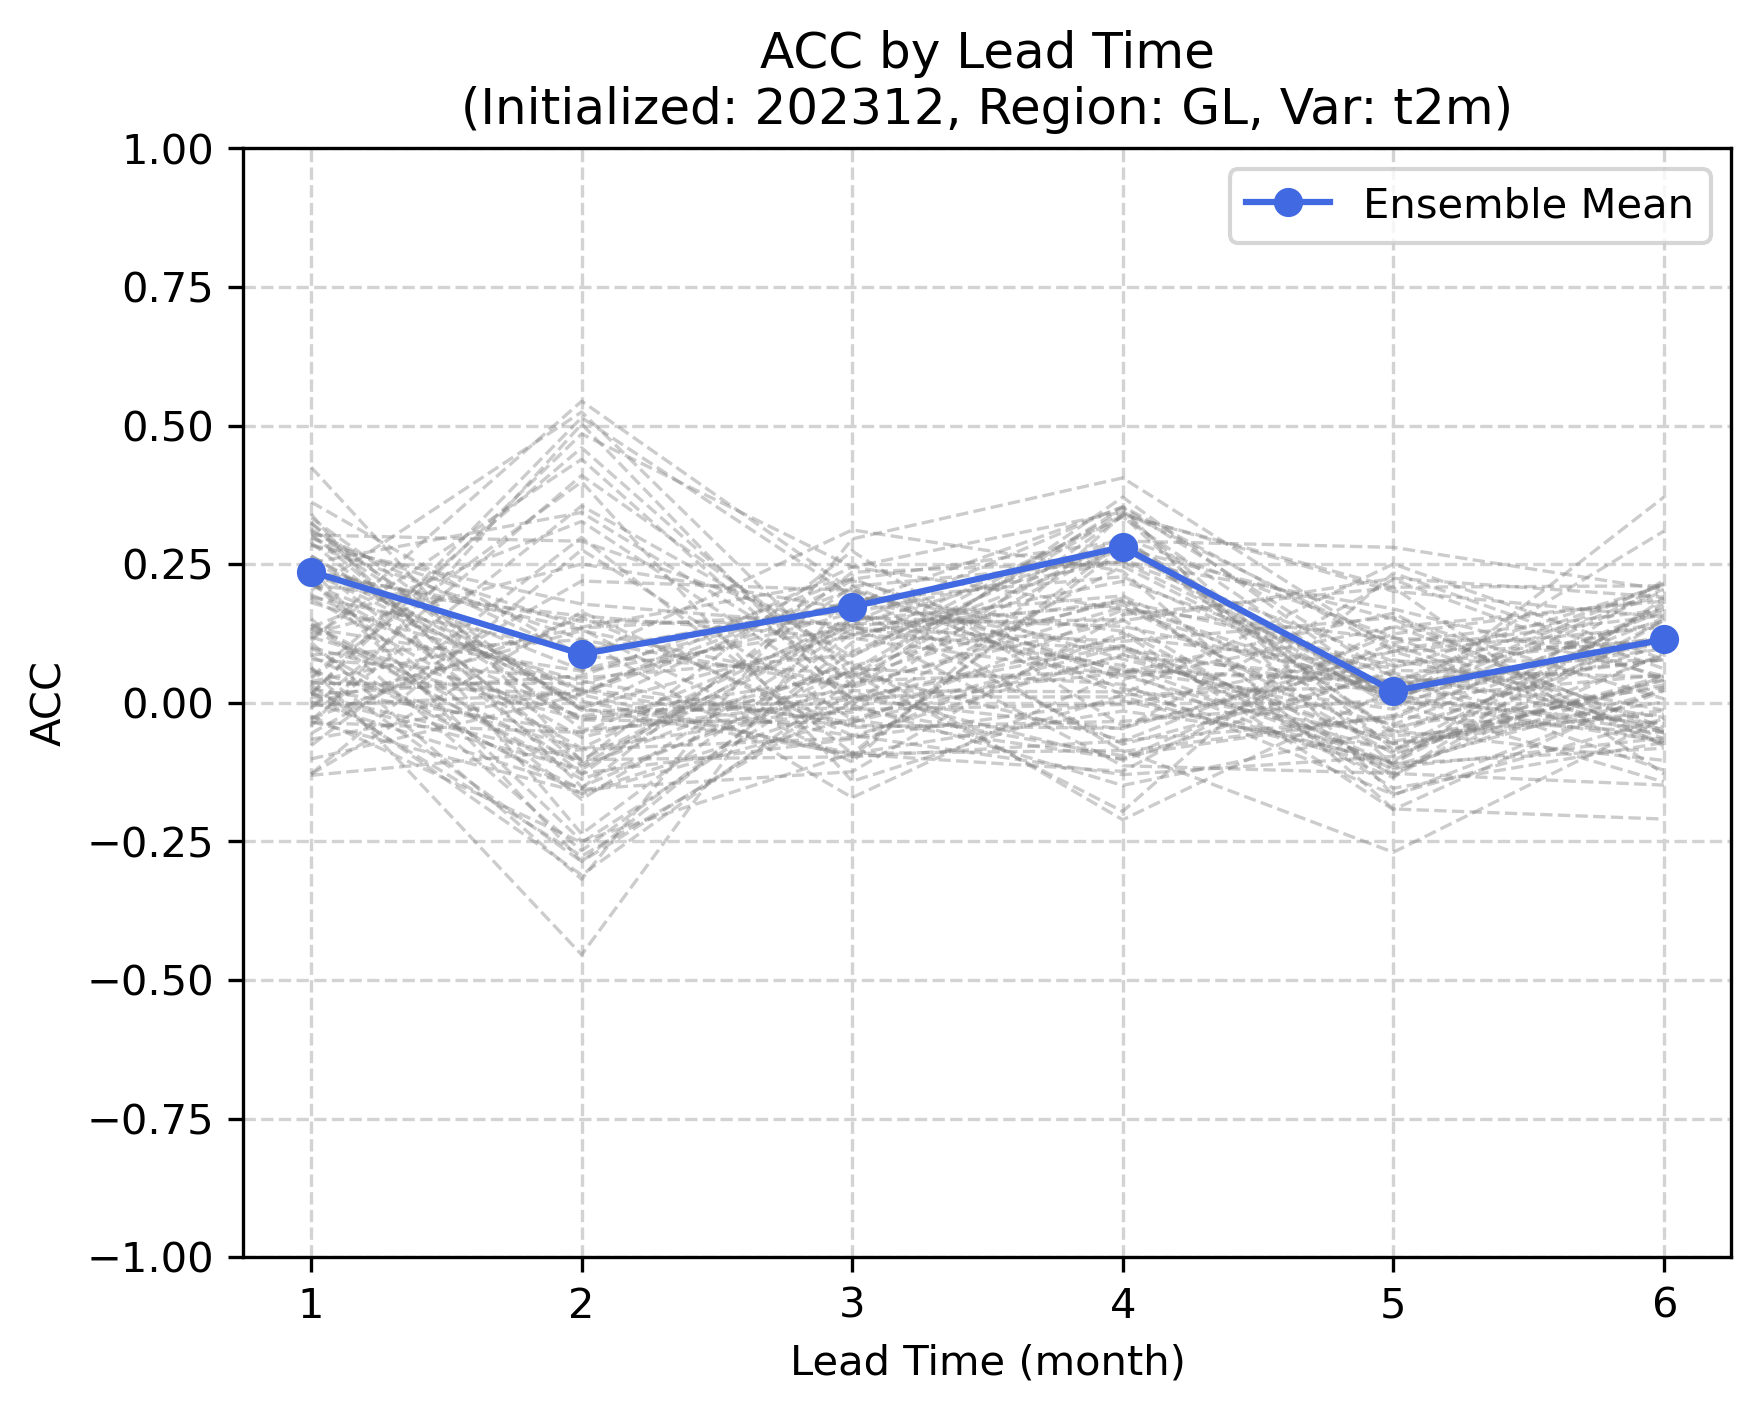 ACC by Lead Time
(Initialized: 202312, Region: GL, Var: t2m)
Ensemble Mean
ACC
1.00
0.75
0.50
0.25
0.00
−0.25
−0.50
−0.75
−1.00
1 2 3 4 5 6
Lead Time (month)